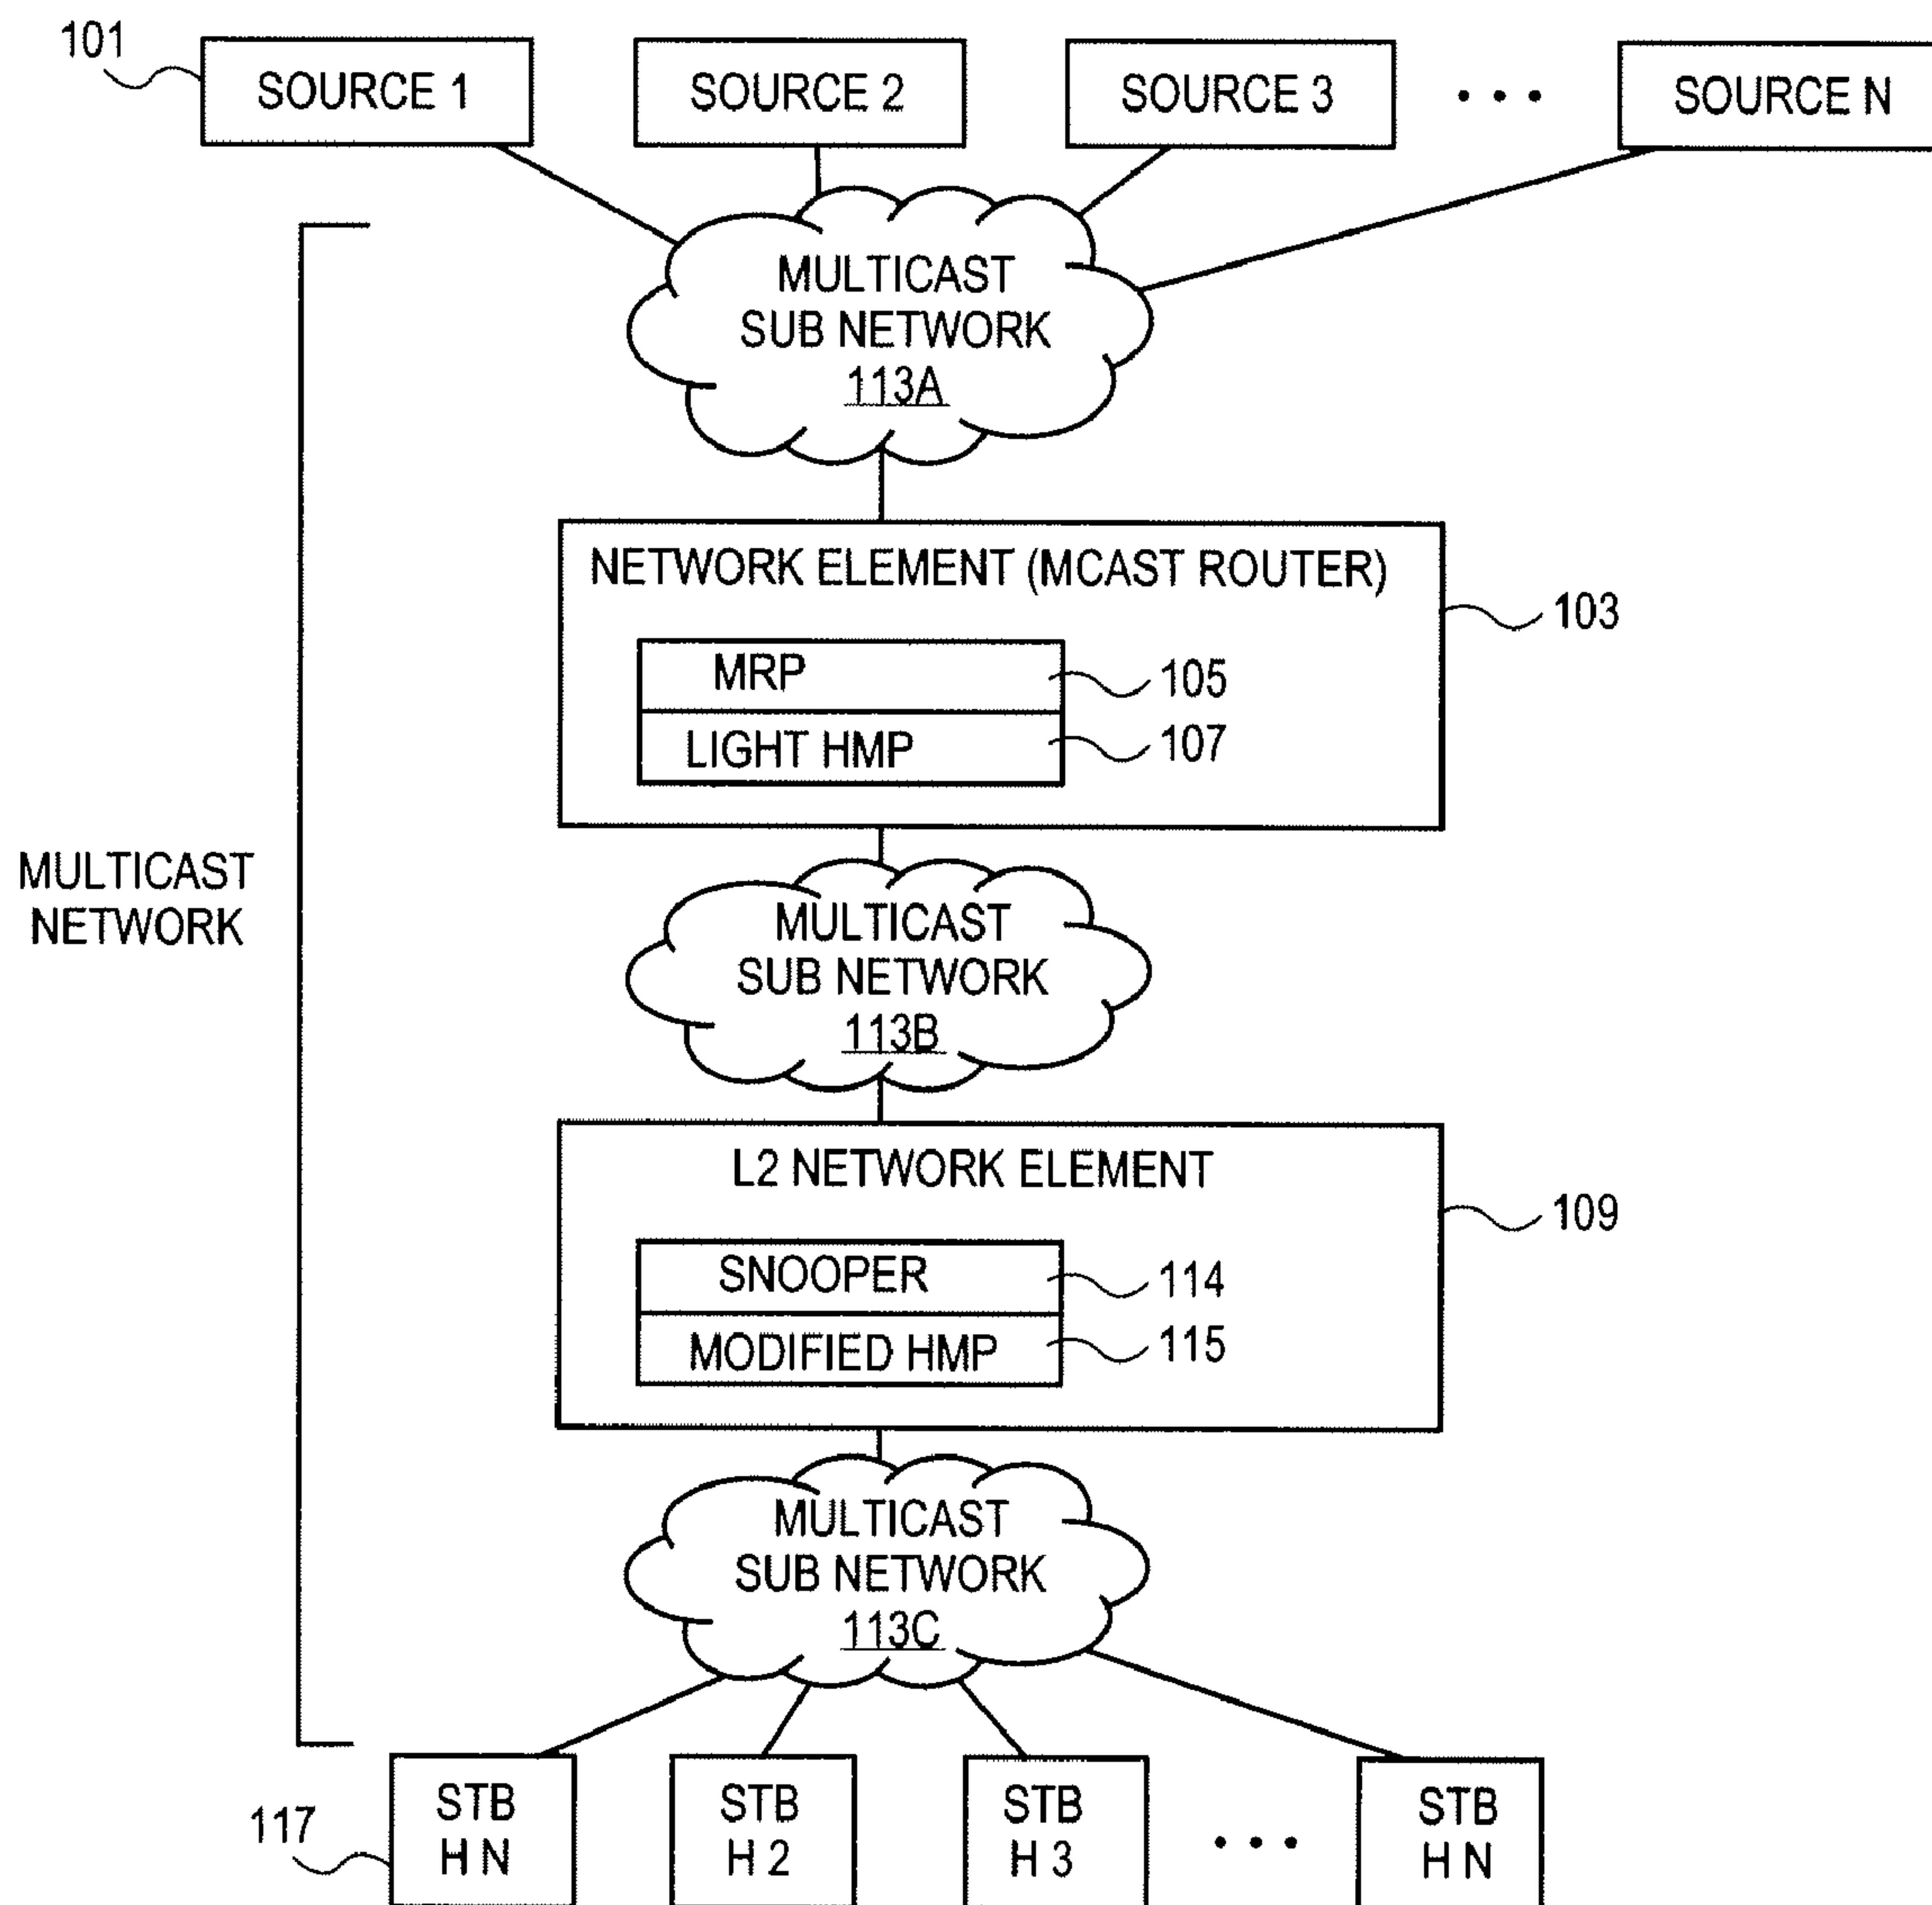 101
SOURCE 1
SOURCE 2
SOURCE 3
• • •
SOURCE N
MULTICAST
SUB NETWORK
113A
NETWORK ELEMENT (MCAST ROUTER)
103
MRP
105
LIGHT HMP
107
MULTICAST
NETWORK
MULTICAST
SUB NETWORK
113B
L2 NETWORK ELEMENT
109
SNOOPER
114
MODIFIED HMP
115
MULTICAST
SUB NETWORK
113C
117
STB
H N
STB
H 2
STB
H 3
• • •
STB
H N